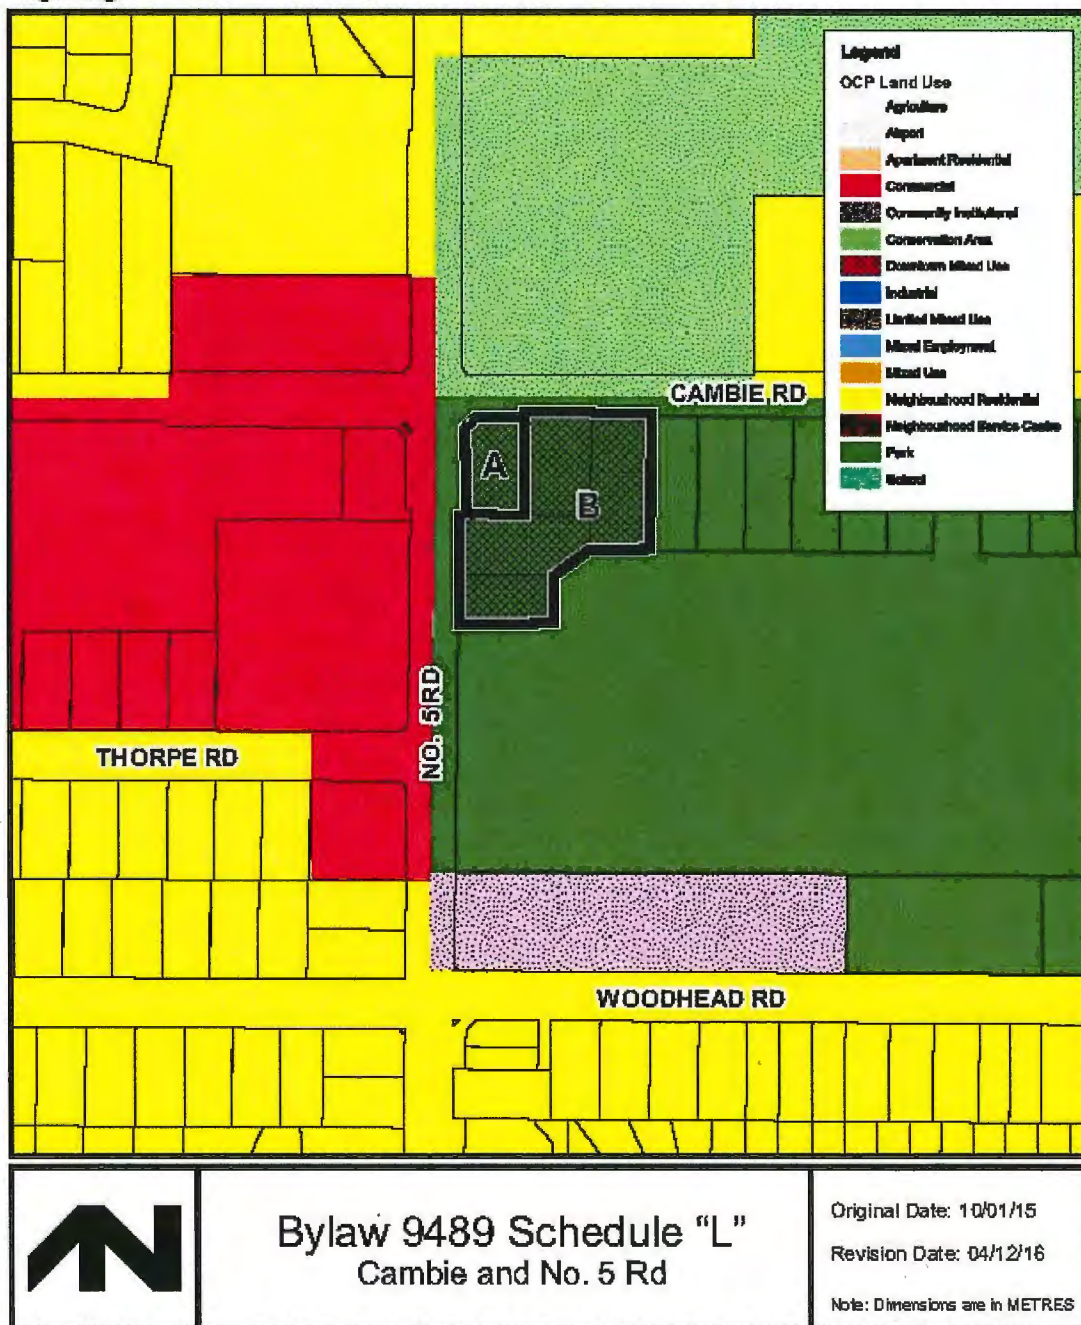 Legend
OCP Land Use
Agriculture
Airport
Apartment Residential
Commercial
Community Institutional
Conservation Area
Downtown Mixed Use
Industrial
Limited Mixed Use
Mixed Employment
Mixed Use
Neighbourhood Residential
Neighbourhood Service Centre
Park
School
CAMBIE RD
A
B
NO. 5 RD
THORPE RD
WOODHEAD RD
Bylaw 9489 Schedule “L”
Cambie and No. 5 Rd
Original Date: 10/01/15
Revision Date: 04/12/16
Note: Dimensions are in METRES